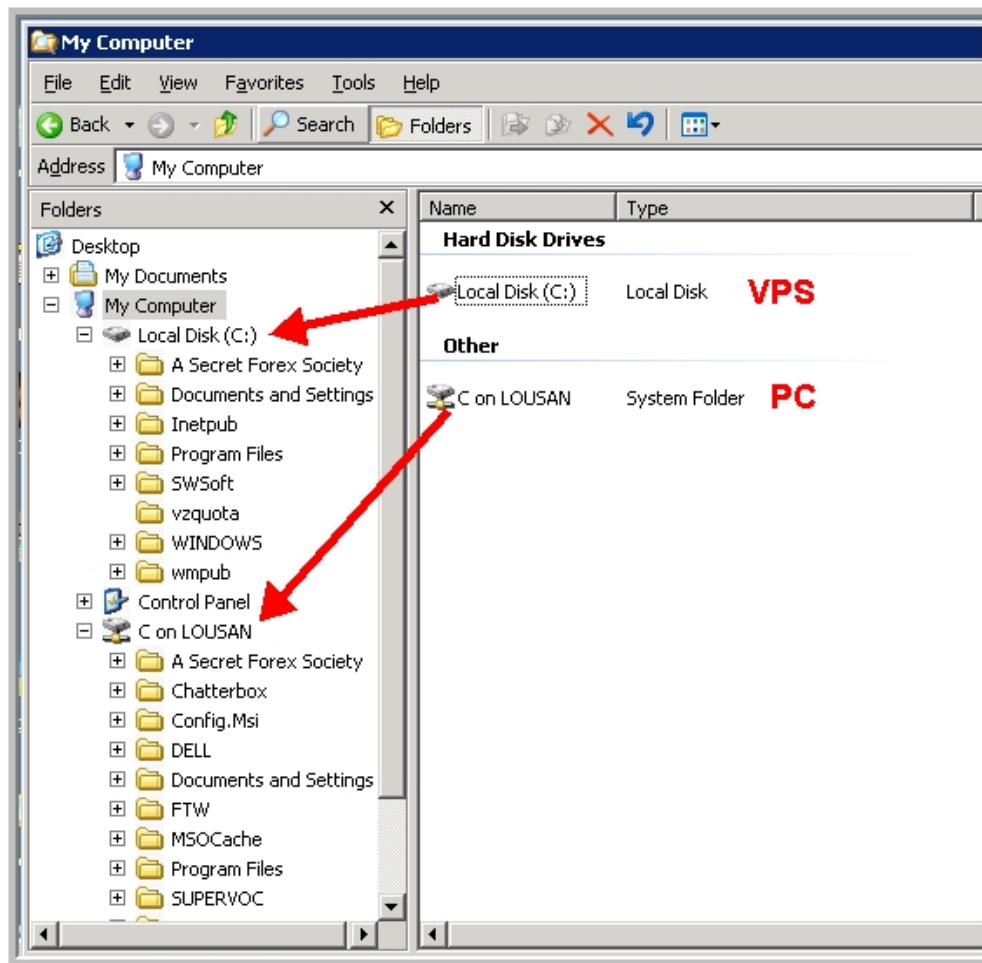 My Computer
File Edit View Favorites Tools Help
Back Search Folders
Address My Computer
Folders
Name Type
Desktop
My Documents
My Computer
Local Disk (C:)
A Secret Forex Society
Documents and Settings
Inetpub
Program Files
SWSoft
vzquota
WINDOWS
wmpub
Control Panel
C on LOUSAN
A Secret Forex Society
Chatterbox
Config.Msi
DELL
Documents and Settings
FTW
MSOCache
Program Files
SUPERVOC
Hard Disk Drives
Local Disk (C:) Local Disk VPS
Other
C on LOUSAN System Folder PC